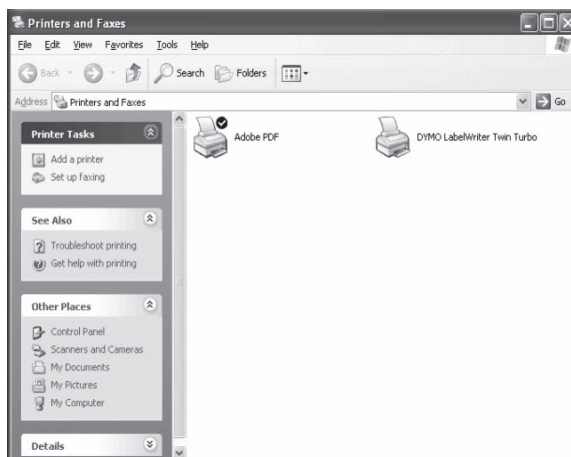 Printers and Faxes
File Edit View Favorites Tools Help
Back Search Folders
Address Printers and Faxes Go
Printer Tasks
Add a printer
Set up faxing
See Also
Troubleshoot printing
Get help with printing
Other Places
Control Panel
Scanners and Cameras
My Documents
My Pictures
My Computer
Details
Adobe PDF
DYMO LabelWriter Twin Turbo